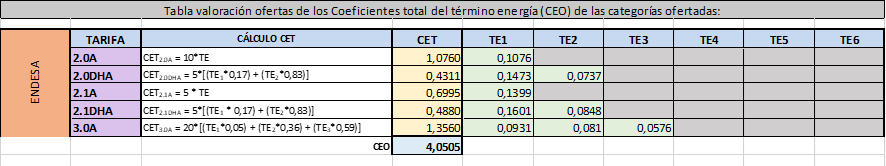 Tabla valoración ofertas de los Coeficientes total del término energía (CEO) de las categorías ofertadas:
ENDESA
TARIFA CÁLCULO CET CET TE1 TE2 TE3 TE4 TE5 TE6
2.0A CET2.0A = 10*TE 1,0760 0,1076
2.0DHA CET2.0DHA = 5*[(TE1*0,17) + (TE2*0,83)] 0,4311 0,1473 0,0737
2.1A CET2.1A = 5 * TE 0,6995 0,1399
2.1DHA CET2.1DHA = 5*[(TE1 * 0,17) + (TE2*0,83)] 0,4880 0,1601 0,0848
3.0A CET3.0A = 20*[(TE1*0,05) + (TE2*0,36) + (TE3*0,59)] 1,3560 0,0931 0,081 0,0576
CEO 4,0505